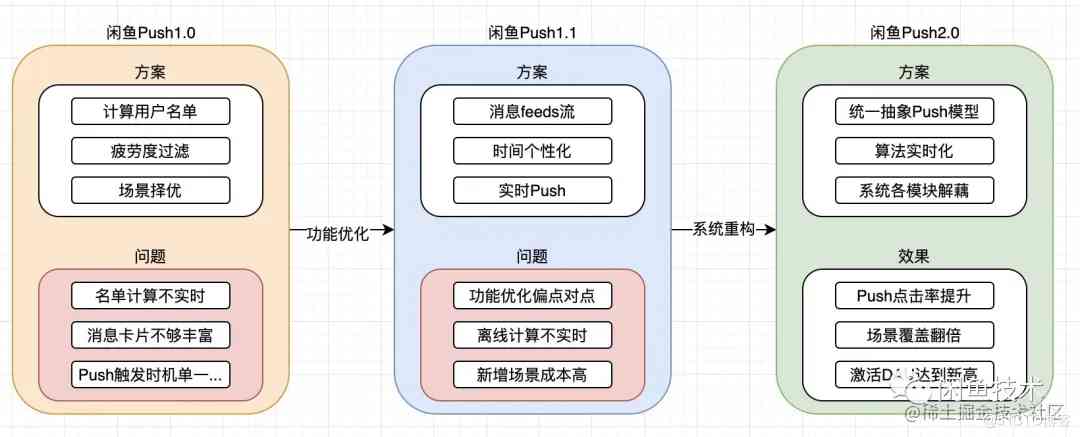 闲鱼Push1.0
方案
计算用户名单
疲劳度过滤
场景择优
问题
名单计算不实时
消息卡片不够丰富
Push触发时机单一...
功能优化
闲鱼Push1.1
方案
消息feeds流
时间个性化
实时Push
问题
功能优化偏点对点
离线计算不实时
新增场景成本高
系统重构
闲鱼Push2.0
方案
统一抽象Push模型
算法实时化
系统各模块解藕
效果
Push点击率提升
场景覆盖翻倍
激活D 达到新高
闲鱼技术
@稀土掘金技术社区